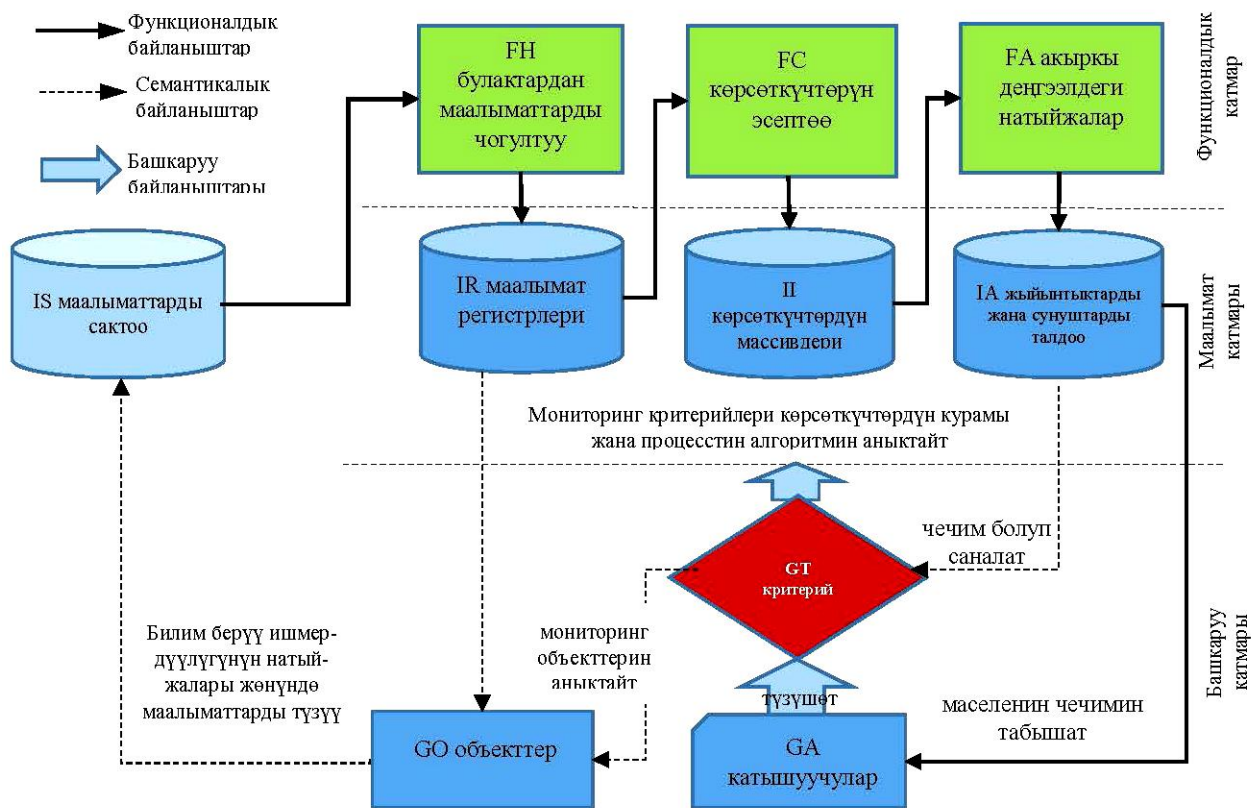 Функционалдык
байланыштар
Семантикалык
байланыштар
Башкаруу
байланыштары
FH
булактардан
маалыматтарды
чогултуу
FC
көрсөткүчтөрүн
эсептөө
FA акыркы
деңгээлдеги
натыйжалар
Функционалдык
катмар
IS маалыматтарды
сактоо
IR маалымат
регистрлери
II
көрсөткүчтөрдүн
массивдери
IA жыйынтыктарды
жана сунуштарды
талдоо
Маалымат
катмары
Мониторинг критерийлери көрсөткүчтөрдүн курамы
жана процесстин алгоритмин аныктайт
чечим болуп
саналат
GT
критерий
Билим берүү ишмер-
дүүлүгүнүн натый-
жалары жөнүндө
маалыматтарды түзүү
мониторинг
объекттерин
аныктайт
түзүшөт
маселенин чечимин
табышат
Башкаруу
катмары
GO объекттер
GA
катышуучулар